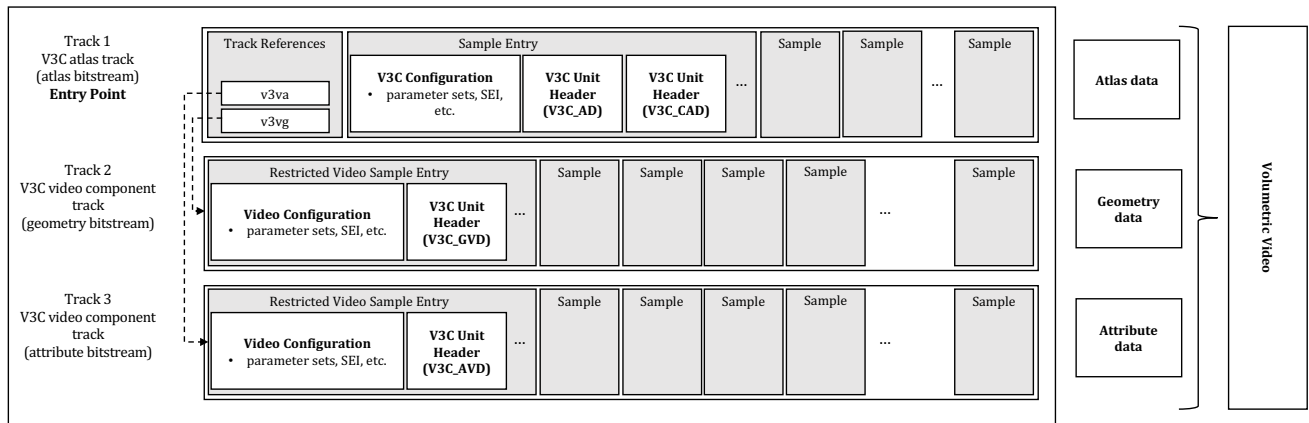 Track 1
V3C atlas track
(atlas bitstream)
Entry Point
Track References
v3va
v3vg
Sample Entry
V3C Configuration
• parameter sets, SEI,
etc.
V3C Unit
Header
(V3C_AD)
V3C Unit
Header
(V3C_CAD)
...
Sample
Sample
...
Sample
Atlas data
Track 2
V3C video component
track
(geometry bitstream)
Restricted Video Sample Entry
Video Configuration
• parameter sets, SEI, etc.
V3C Unit
Header
(V3C_GVD)
...
Sample
Sample
Sample
Sample
...
Sample
Geometry
data
Track 3
V3C video component
track
(attribute bitstream)
Restricted Video Sample Entry
Video Configuration
• parameter sets, SEI, etc.
V3C Unit
Header
(V3C_AVD)
...
Sample
Sample
Sample
Sample
...
Sample
Attribute
data
Volumetric Video